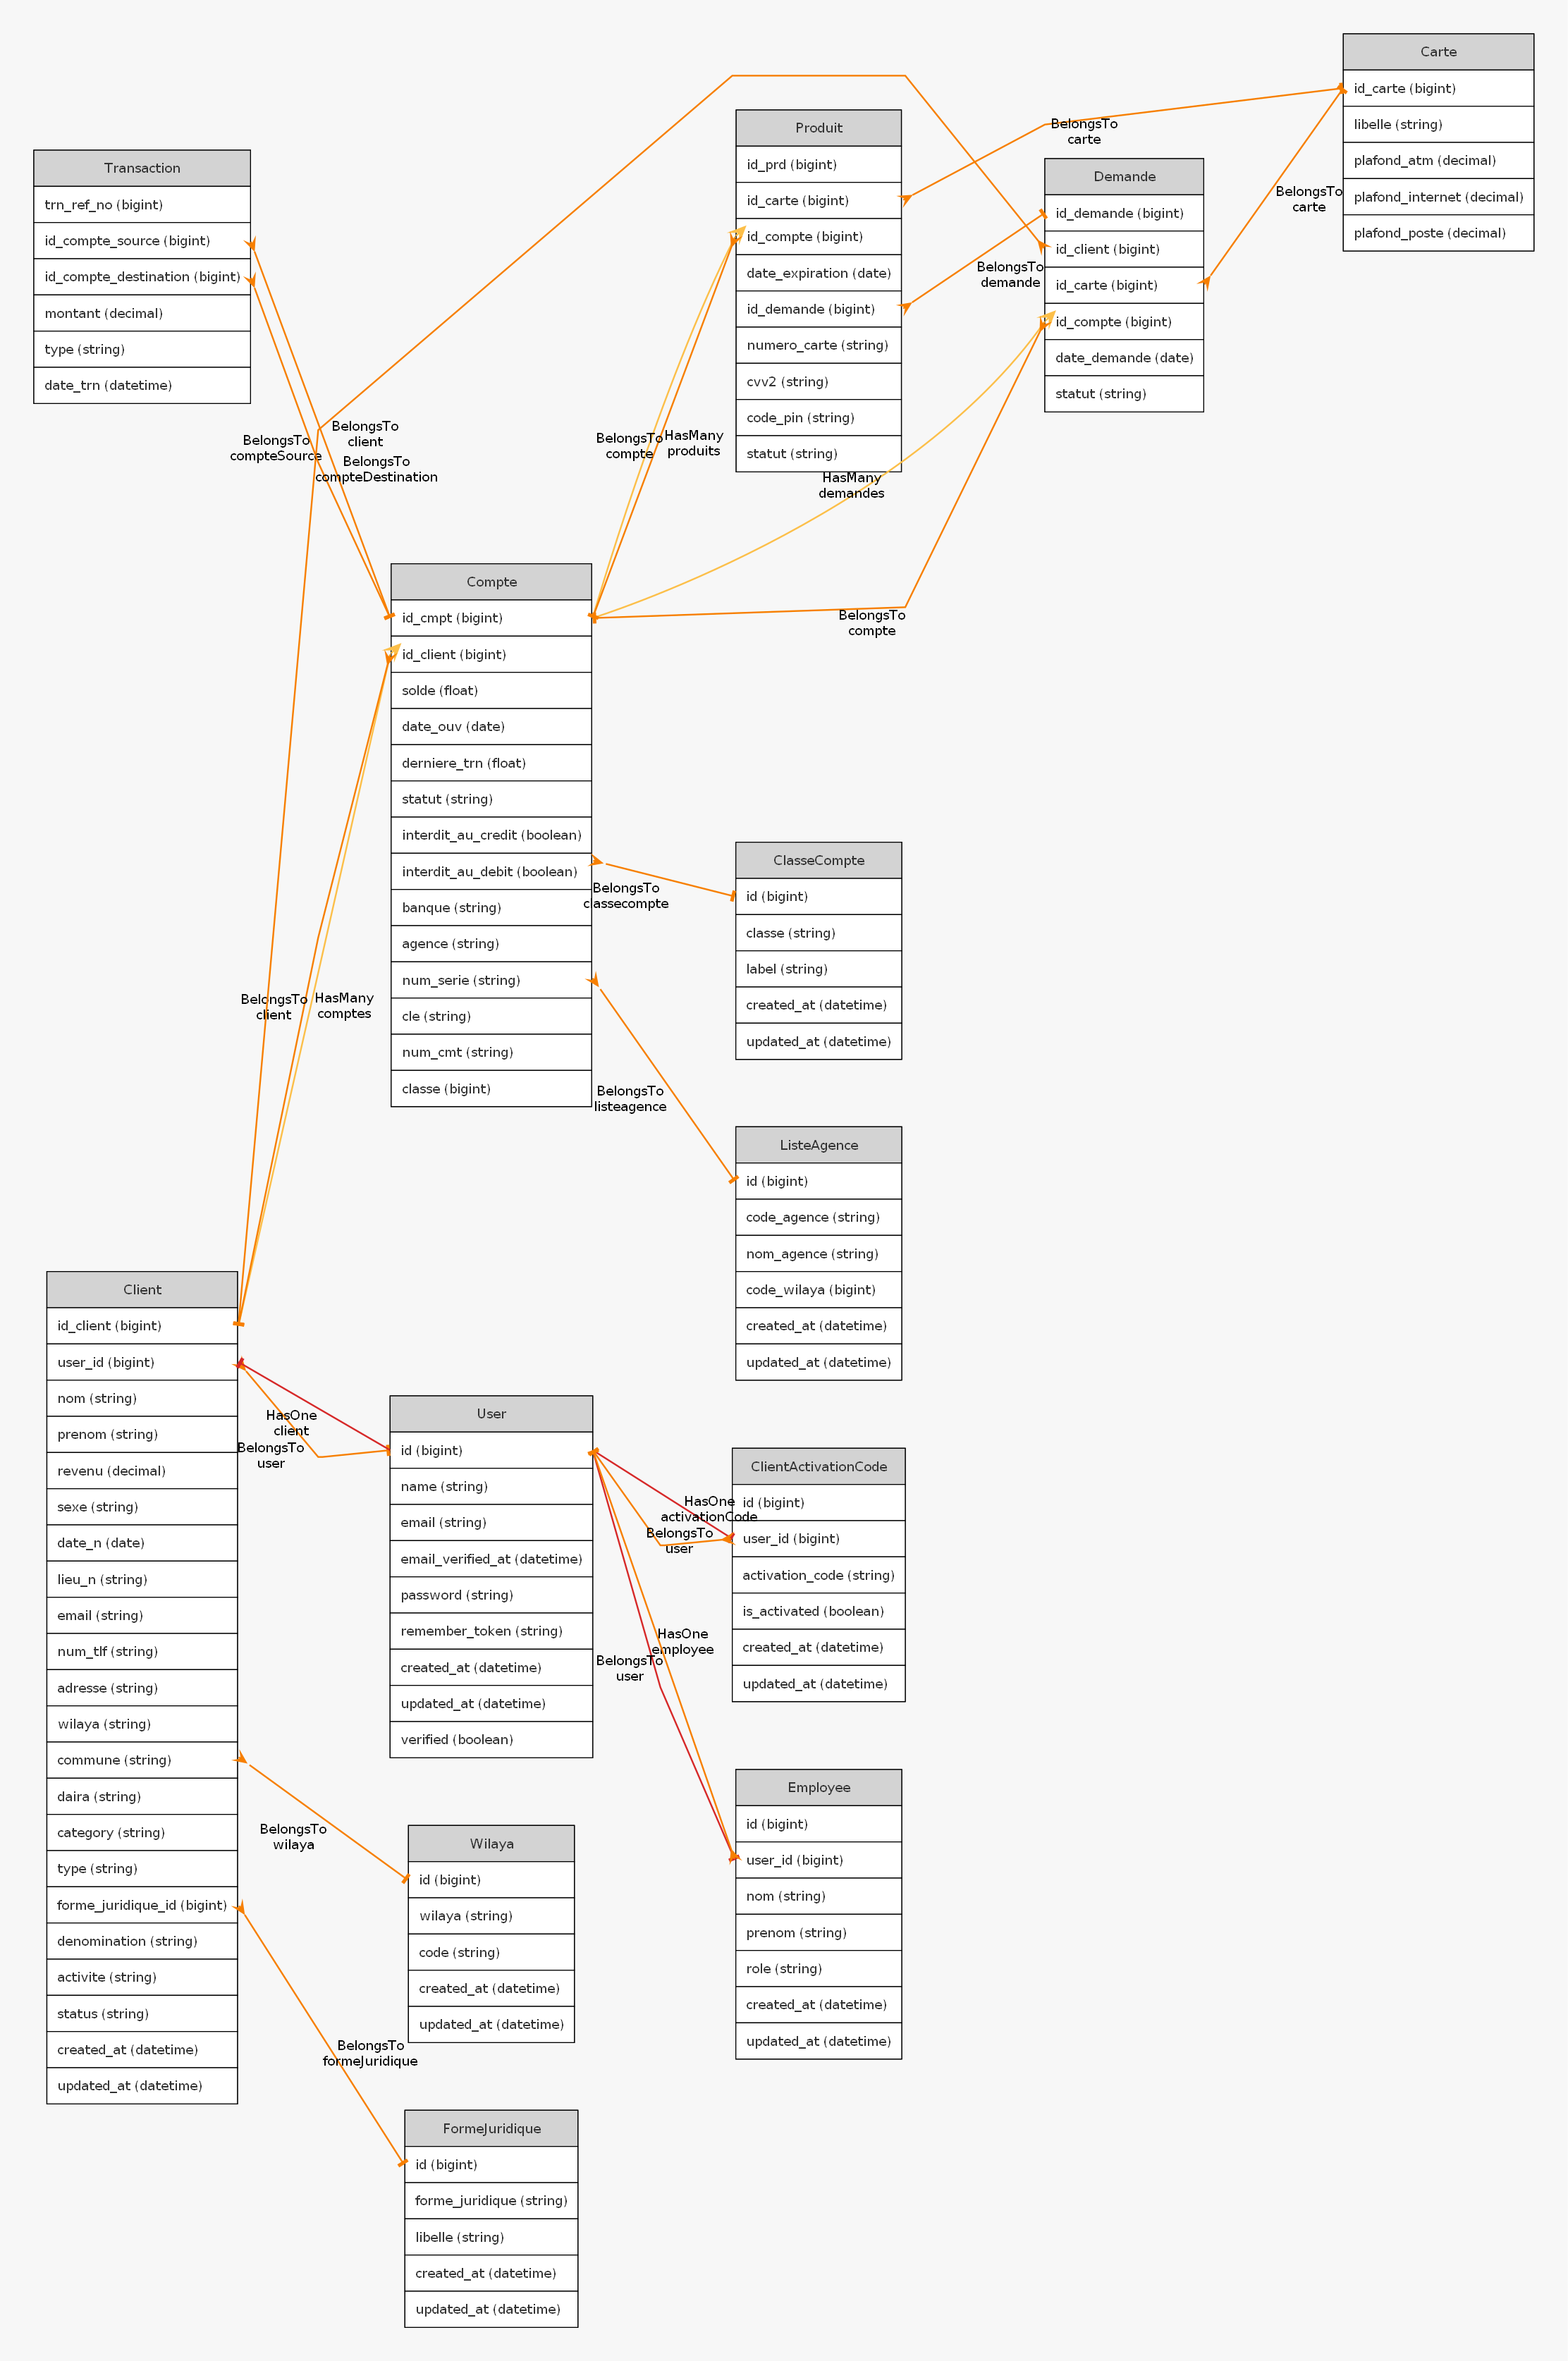 Carte
id_carte (bigint)
libelle (string)
plafond_atm (decimal)
plafond_internet (decimal)
plafond_poste (decimal)
Produit
id_prd (bigint)
id_carte (bigint)
id_compte (bigint)
date_expiration (date)
id_demande (bigint)
numero_carte (string)
cvv2 (string)
code_pin (string)
statut (string)
BelongsTo
carte
Transaction
trn_ref_no (bigint)
id_compte_source (bigint)
id_compte_destination (bigint)
montant (decimal)
type (string)
date_trn (datetime)
Demande
id_demande (bigint)
id_client (bigint)
id_carte (bigint)
id_compte (bigint)
date_demande (date)
statut (string)
BelongsTo
carte
BelongsTo
demande
BelongsTo
client
BelongsTo
compteSource
BelongsTo
compteDestination
BelongsTo
compte
HasMany
produits
HasMany
demandes
Compte
id_cmpt (bigint)
id_client (bigint)
solde (float)
date_ouv (date)
derniere_trn (float)
statut (string)
interdit_au_credit (boolean)
interdit_au_debit (boolean)
banque (string)
agence (string)
num_serie (string)
cle (string)
num_cmt (string)
classe (bigint)
BelongsTo
compte
ClasseCompte
id (bigint)
classe (string)
label (string)
created_at (datetime)
updated_at (datetime)
BelongsTo
classecompte
BelongsTo
client
HasMany
comptes
BelongsTo
listeagence
ListeAgence
id (bigint)
code_agence (string)
nom_agence (string)
code_wilaya (bigint)
created_at (datetime)
updated_at (datetime)
Client
id_client (bigint)
user_id (bigint)
nom (string)
prenom (string)
revenu (decimal)
sexe (string)
date_n (date)
lieu_n (string)
email (string)
num_tlf (string)
adresse (string)
wilaya (string)
commune (string)
daira (string)
category (string)
type (string)
forme_juridique_id (bigint)
denomination (string)
activite (string)
status (string)
created_at (datetime)
updated_at (datetime)
HasOne
client
BelongsTo
user
User
id (bigint)
name (string)
email (string)
email_verified_at (datetime)
password (string)
remember_token (string)
created_at (datetime)
updated_at (datetime)
verified (boolean)
ClientActivationCode
id (bigint)
user_id (bigint)
activation_code (string)
is_activated (boolean)
created_at (datetime)
updated_at (datetime)
HasOne
activationCode
BelongsTo
user
HasOne
employee
BelongsTo
user
Employee
id (bigint)
user_id (bigint)
nom (string)
prenom (string)
role (string)
created_at (datetime)
updated_at (datetime)
BelongsTo
wilaya
Wilaya
id (bigint)
wilaya (string)
code (string)
created_at (datetime)
updated_at (datetime)
BelongsTo
formeJuridique
FormeJuridique
id (bigint)
forme_juridique (string)
libelle (string)
created_at (datetime)
updated_at (datetime)